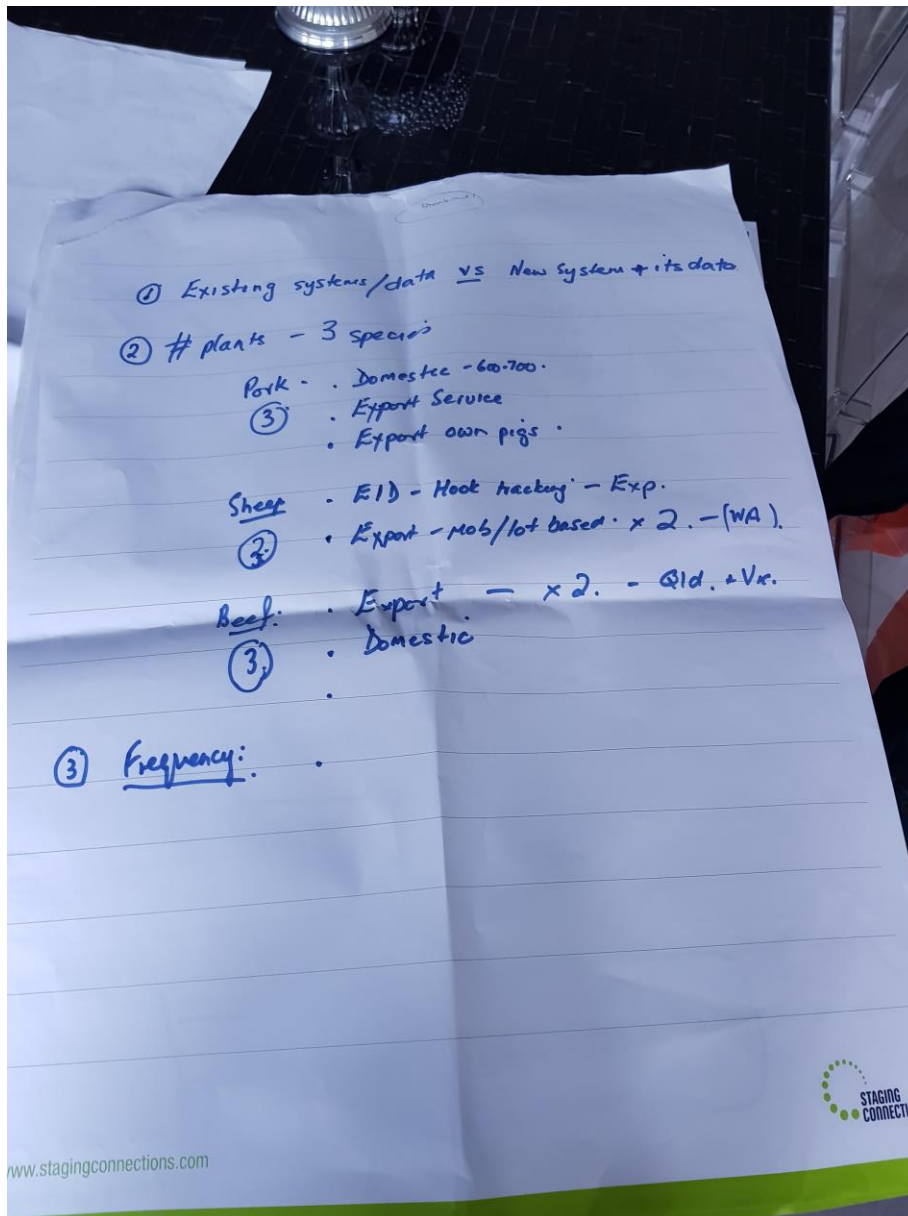 ① Existing systems/data vs New System + its data
② # plants - 3 species
Pork - . Domestic - 600-700.
③ . Export Service
. Export own pigs .
Sheep . EID - Hook tracking - Exp.
. Export - Mob/lot based . x 2. - (WA).
Beef: . Export - x 2. - Qld. + Vic.
③ . Domestic
.
③ Frequency: .
STAGING
CONNECTI
www.stagingconnections.com